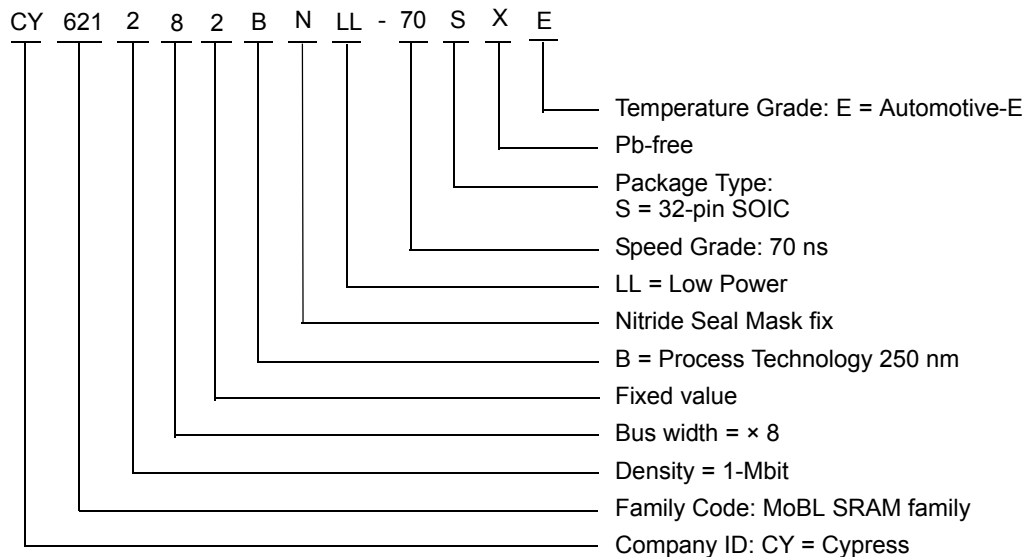 CY 621 2 8 2 B N LL - 70 S X E
Temperature Grade: E = Automotive-E
Pb-free
Package Type:
S = 32-pin SOIC
Speed Grade: 70 ns
LL = Low Power
Nitride Seal Mask fix
B = Process Technology 250 nm
Fixed value
Bus width = × 8
Density = 1-Mbit
Family Code: MoBL SRAM family
Company ID: CY = Cypress